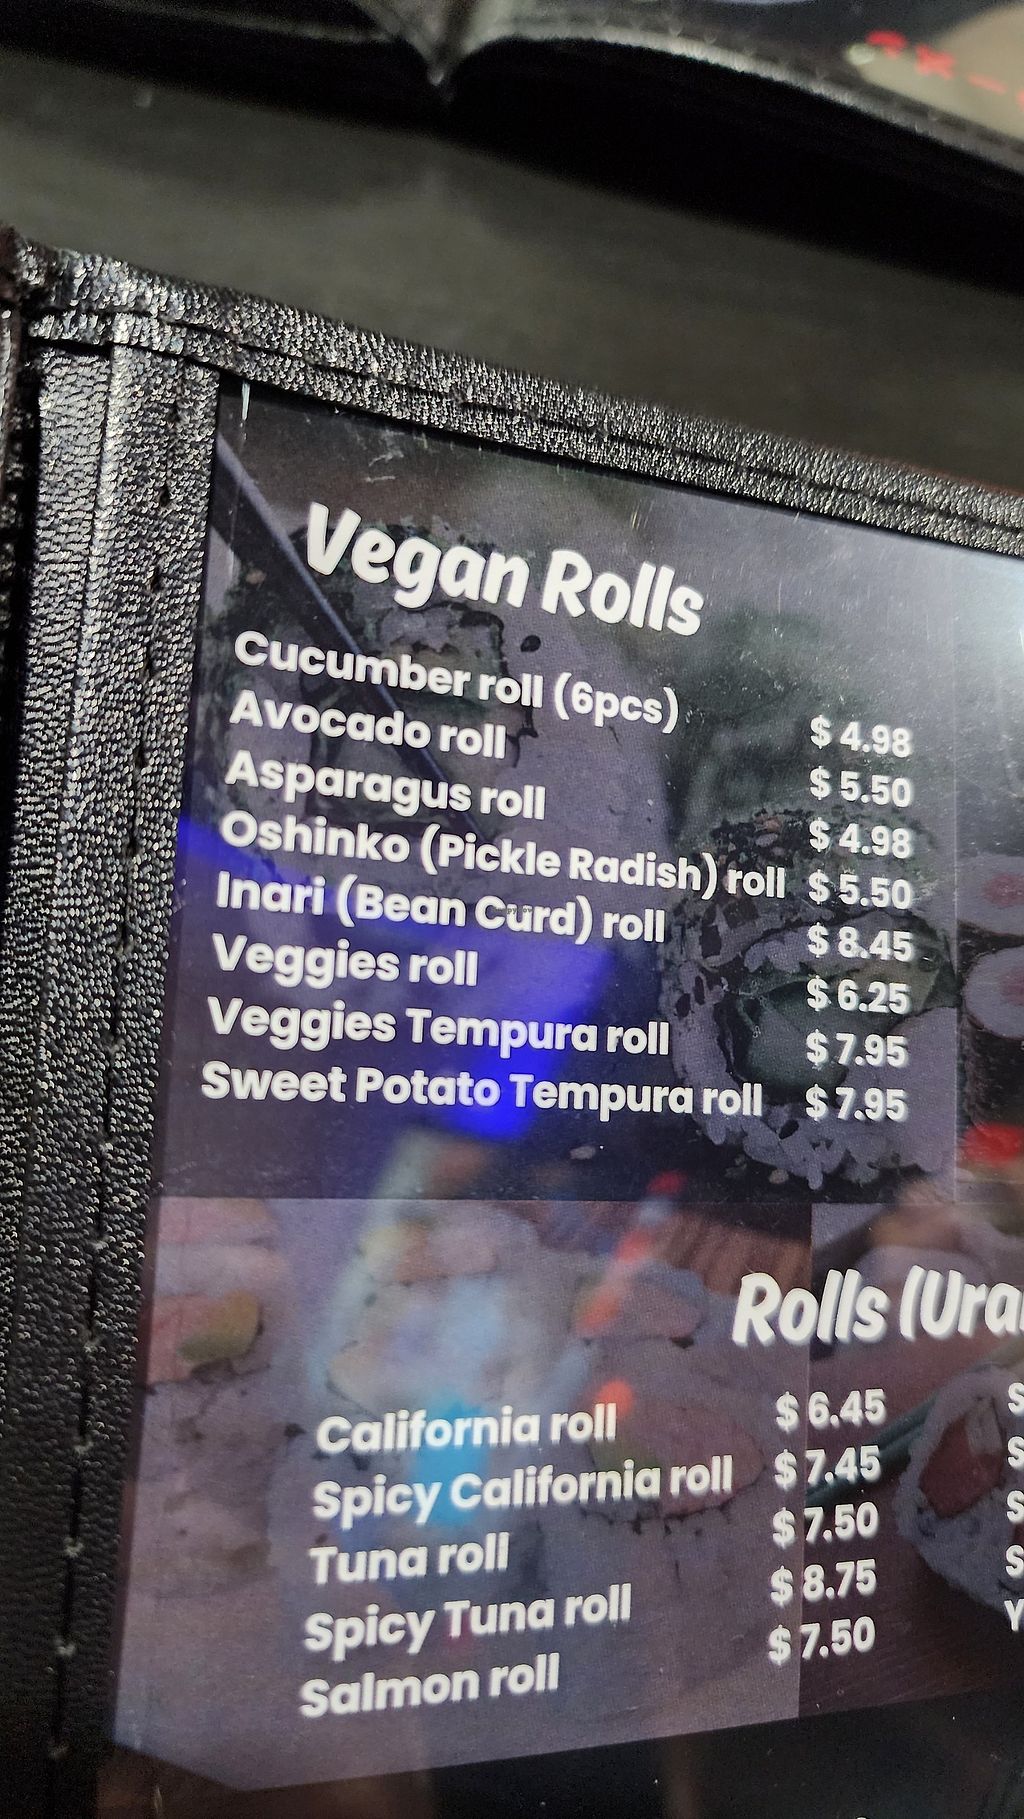 Vegan Rolls
Cucumber roll (6pcs) $ 4.98
Avocado roll $ 5.50
Asparagus roll $ 4.98
Oshinko (Pickle Radish) roll $ 5.50
Inari (Bean Curd) roll $ 8.45
Veggies roll $ 6.25
Veggies Tempura roll $ 7.95
Sweet Potato Tempura roll $ 7.95
Rolls (Ura
California roll $ 6.45
Spicy California roll $ 7.45
Tuna roll $ 7.50
Spicy Tuna roll $ 8.75
Salmon roll $ 7.50